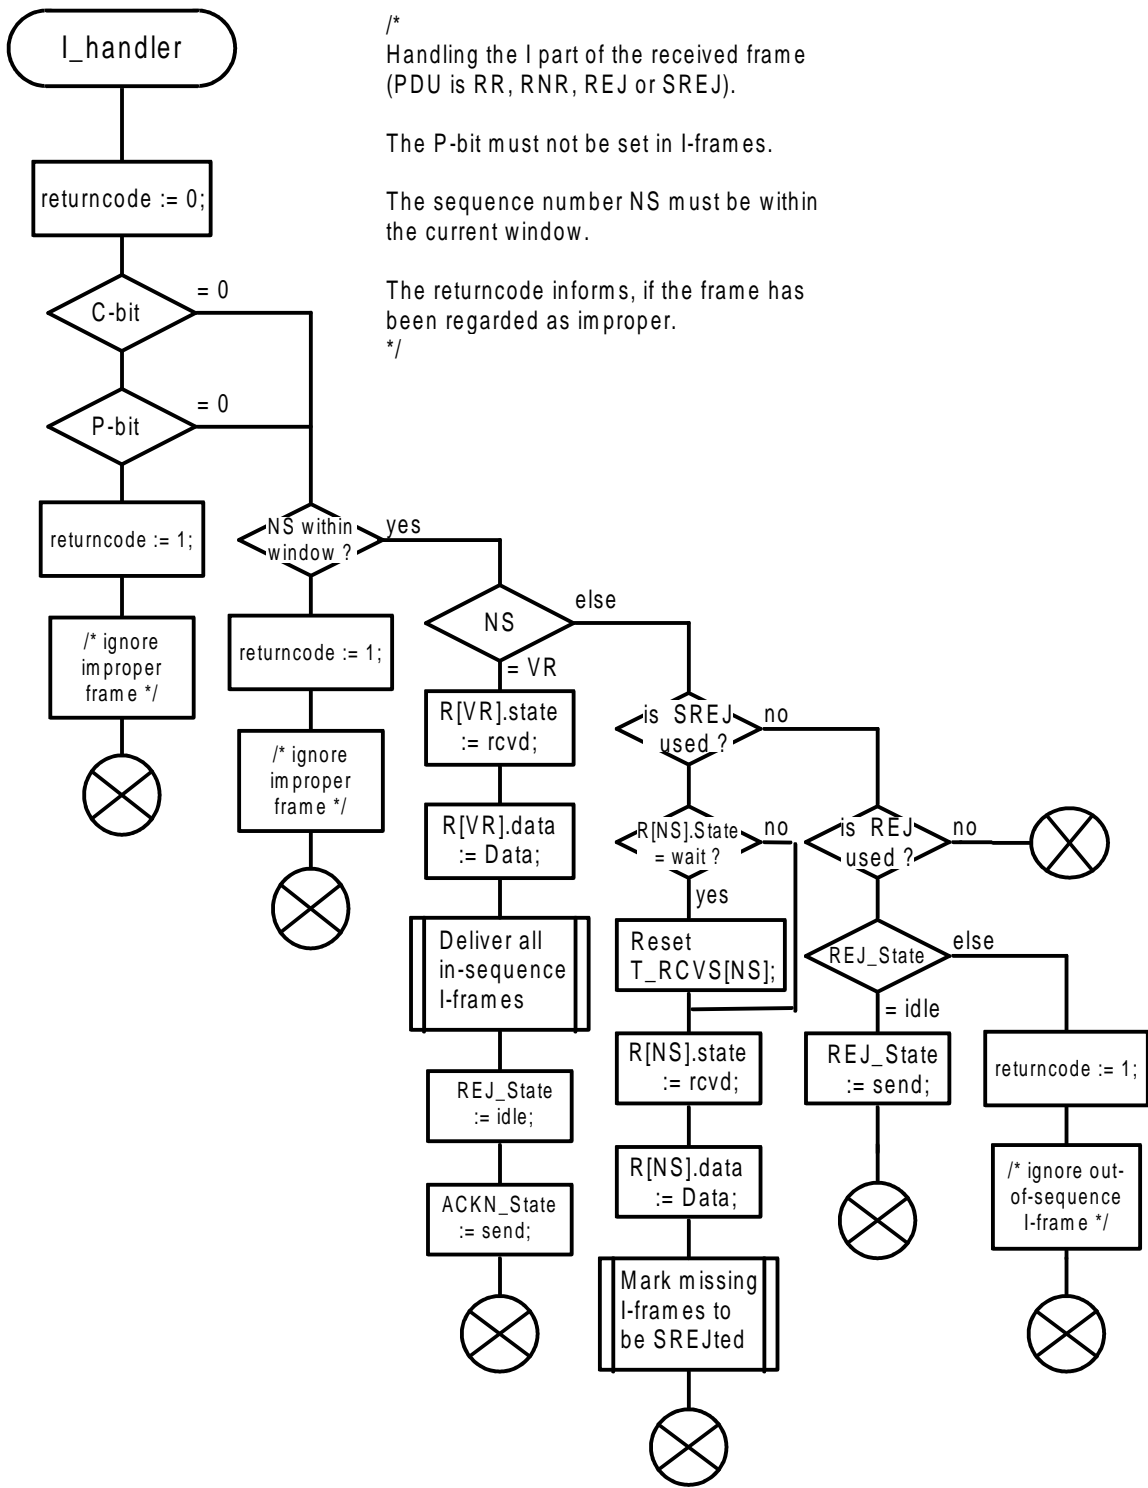 I_handler
/*
Handling the I part of the received frame
(PDU is RR, RNR, REJ or SREJ).
The P-bit must not be set in I-frames.
The sequence number NS must be within
the current window.
The returncode informs, if the frame has
been regarded as improper.
*/
returncode := 0;
C-bit
= 0
P-bit
= 0
returncode := 1;
/* ignore
improper
frame */
NS within
window ?
yes
returncode := 1;
/* ignore
improper
frame */
NS
else
= VR
R[VR].state
:= rcvd;
R[VR].data
:= Data;
Deliver all
in-sequence
I-frames
REJ_State
:= idle;
ACKN_State
:= send;
is SREJ
used ?
no
R[NS].State
= wait ?
no
yes
Reset
T_RCVS[NS];
R[NS].state
:= rcvd;
R[NS].data
:= Data;
Mark missing
I-frames to
be SREJted
is REJ
used ?
no
REJ_State
else
= idle
REJ_State
:= send;
returncode := 1;
/* ignore out-
of-sequence
I-frame */